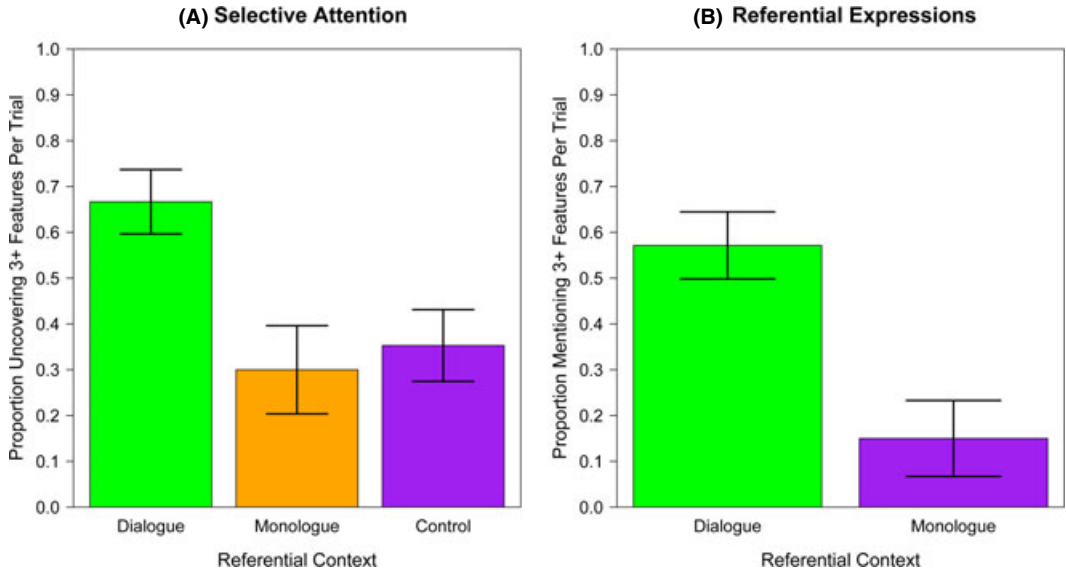 (A) Selective Attention
Proportion Uncovering 3+ Features Per Trial
1.0
0.9
0.8
0.7
0.6
0.5
0.4
0.3
0.2
0.1
0.0
Dialogue Monologue Control
Referential Context
(B) Referential Expressions
Proportion Mentioning 3+ Features Per Trial
1.0
0.9
0.8
0.7
0.6
0.5
0.4
0.3
0.2
0.1
0.0
Dialogue Monologue
Referential Context